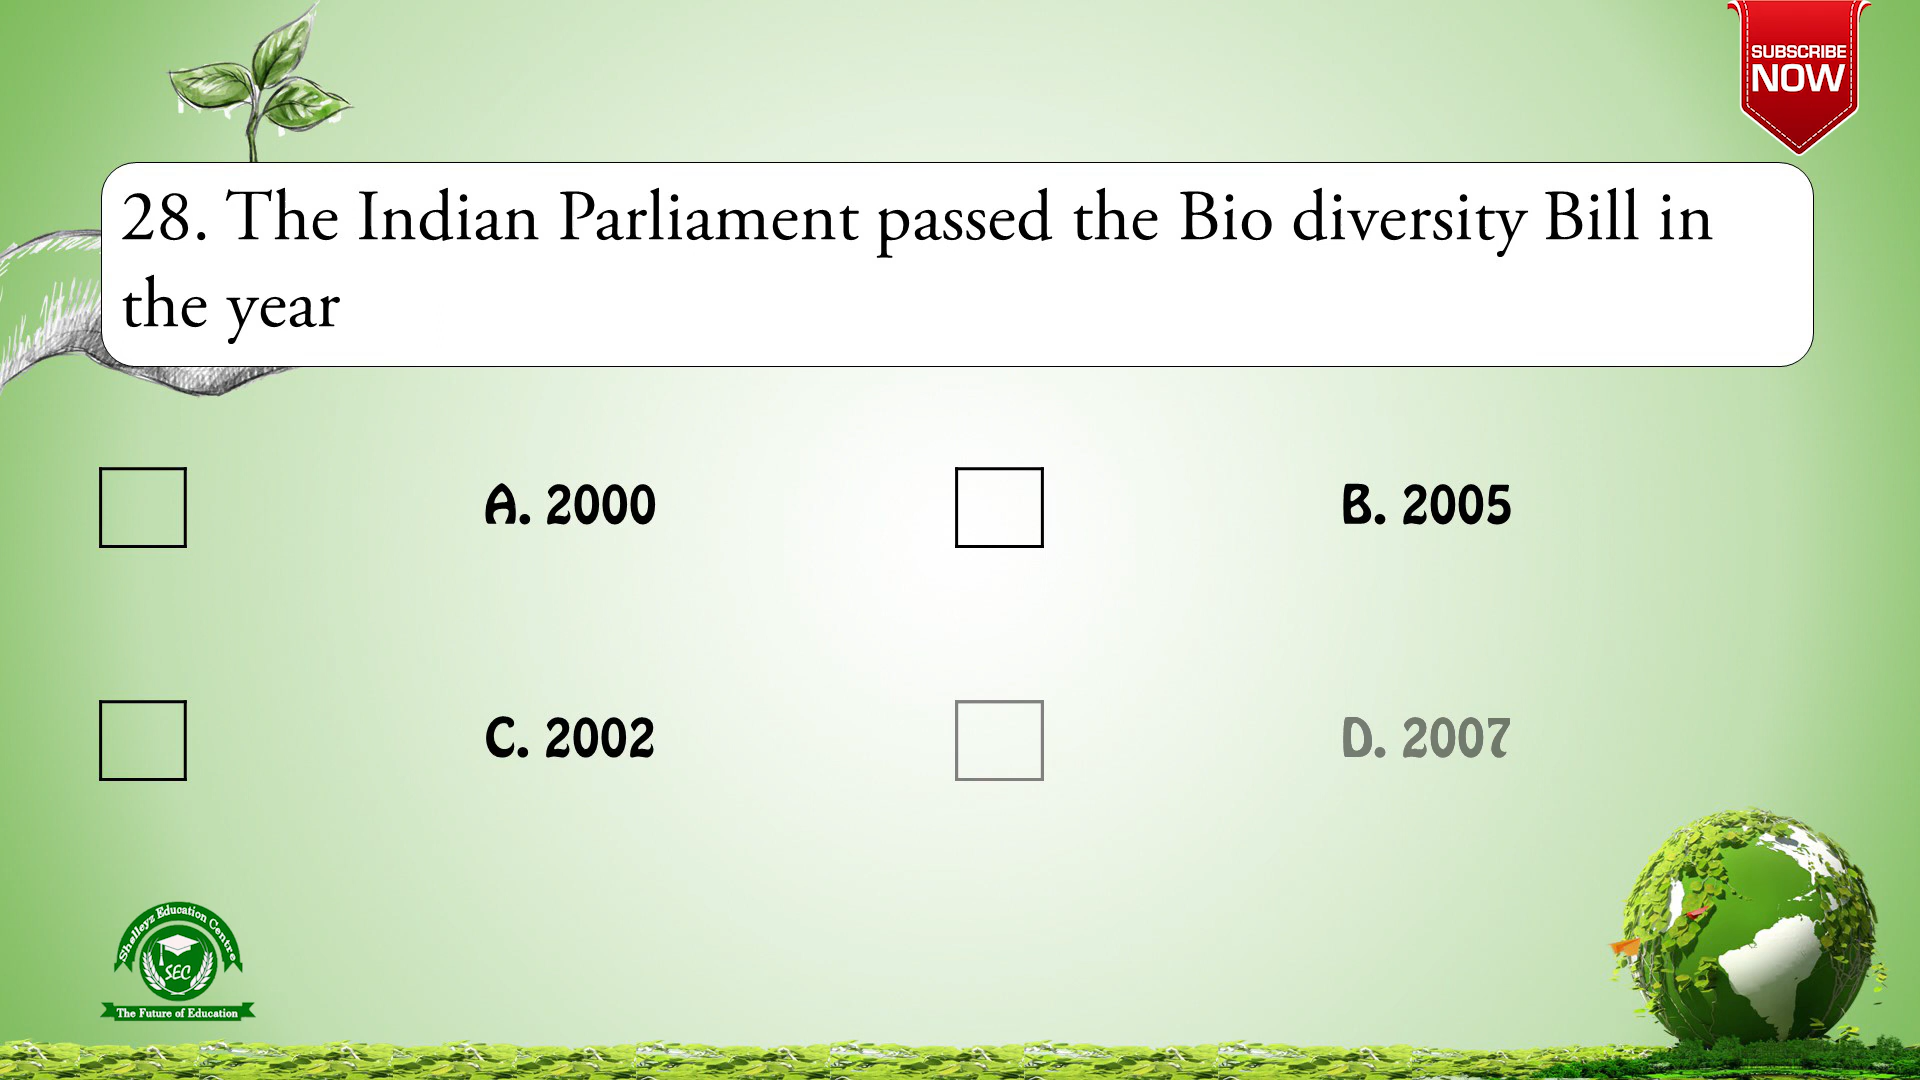 SUBSCRIBE
NOW
28. The Indian Parliament passed the Bio diversity Bill in
the year
A. 2000
B. 2005
C. 2002
D. 2007
Shelleyz Education Centre
SEC
The Future of Education